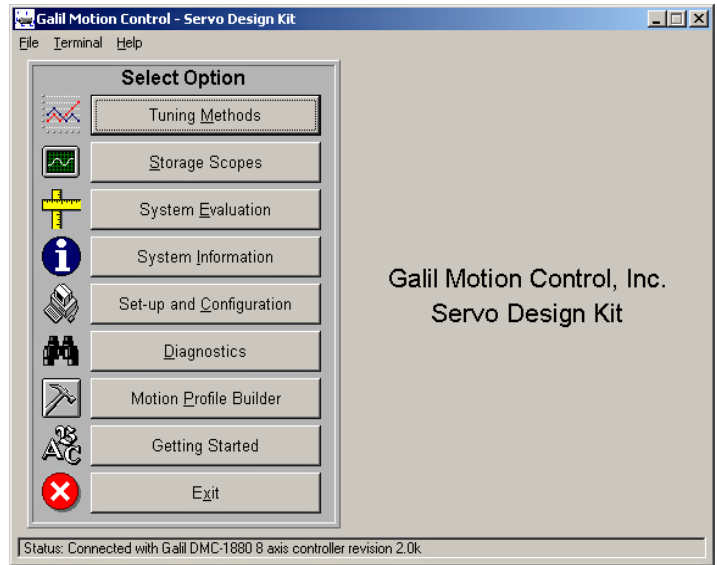 Galil Motion Control - Servo Design Kit
File Terminal Help
Select Option
Tuning Methods
Storage Scopes
System Evaluation
System Information
Set-up and Configuration
Diagnostics
Motion Profile Builder
Getting Started
Exit
Galil Motion Control, Inc.
Servo Design Kit
Status: Connected with Galil DMC-1880 8 axis controller revision 2.0k